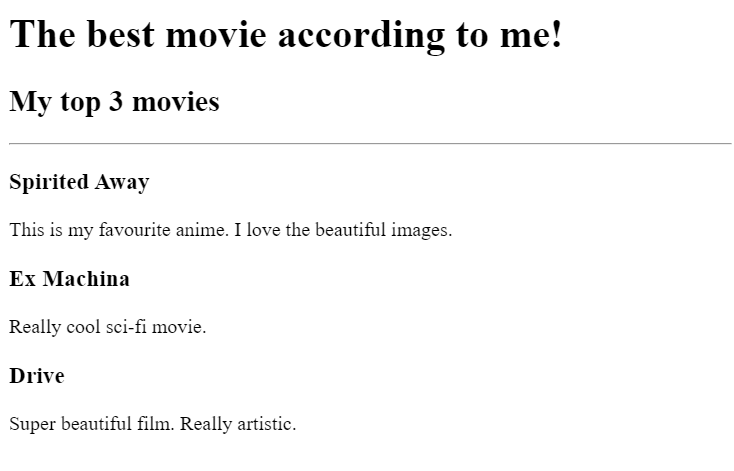 The best movie according to me!
My top 3 movies
Spirited Away
This is my favourite anime. I love the beautiful images.
Ex Machina
Really cool sci-fi movie.
Drive
Super beautiful film. Really artistic.